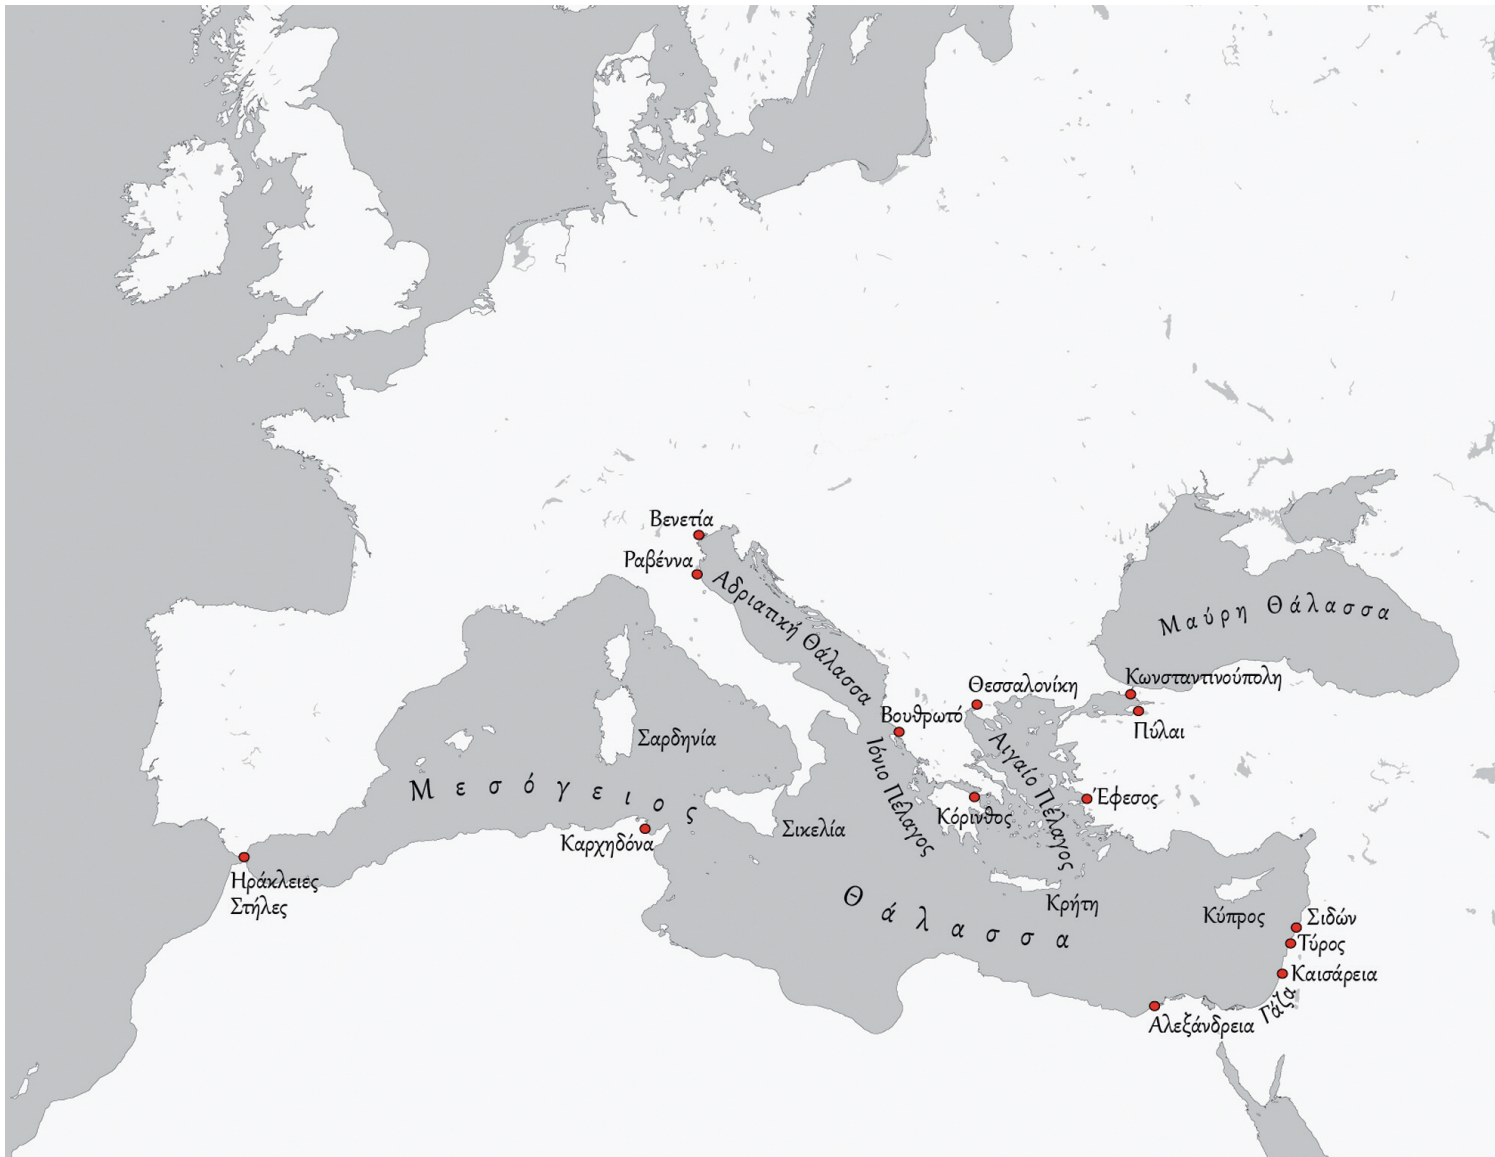 Βενετία
Ραβέννα
Αδριατική Θάλασσα
Μαύρη Θάλασσα
Κωνσταντινούπολη
Θεσσαλονίκη
Βουθρωτό
Πύλαι
Σαρδηνία
Ιόνιο Πέλαγος
Αιγαίο Πέλαγος
Μεσόγειος
Έφεσος
Κόρινθος
Σικελία
Καρχηδόνα
Ηράκλειες
Στήλες
Θάλασσα
Κρήτη
Κύπρος
Σιδών
Τύρος
Καισάρεια
Γάζα
Αλεξάνδρεια